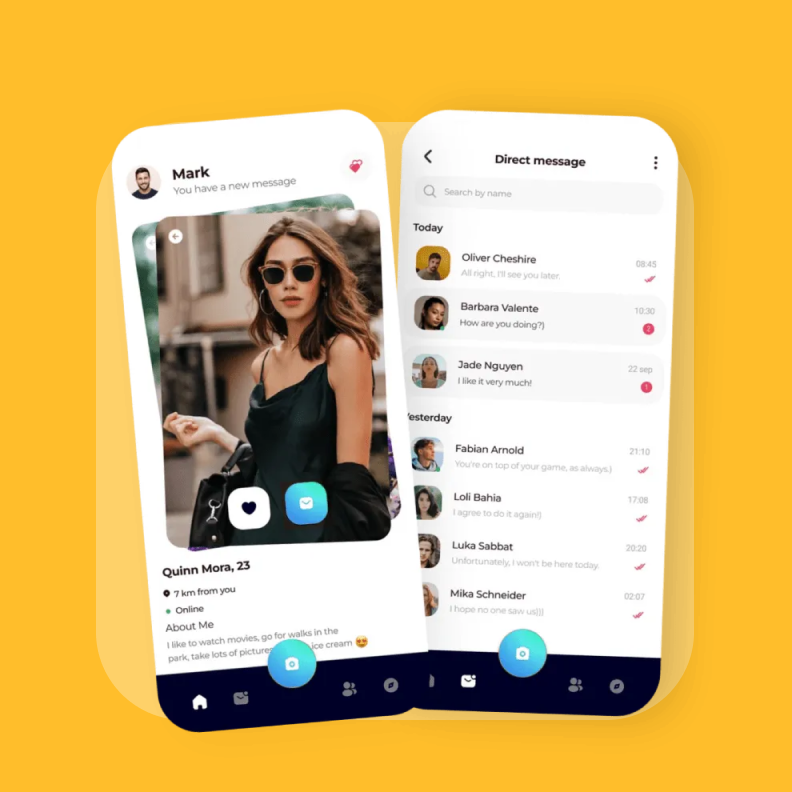 Mark
You have a new message
Quinn Mora, 23
7 km from you
Online
About Me
I like to watch movies, go for walks in the
park, take lots of pictures ice cream 😍
Direct message
Search by name
Today
Oliver Cheshire
All right, I'll see you later.
08:45
Barbara Valente
How are you doing?)
10:30
2
Jade Nguyen
I like it very much!
22 sep
1
Yesterday
Fabian Arnold
You're on top of your game, as always.)
21:10
Loli Bahia
I agree to do it again!)
17:08
Luka Sabbat
Unfortunately, I won't be here today.
20:20
Mika Schneider
I hope no one saw us)))
02:07